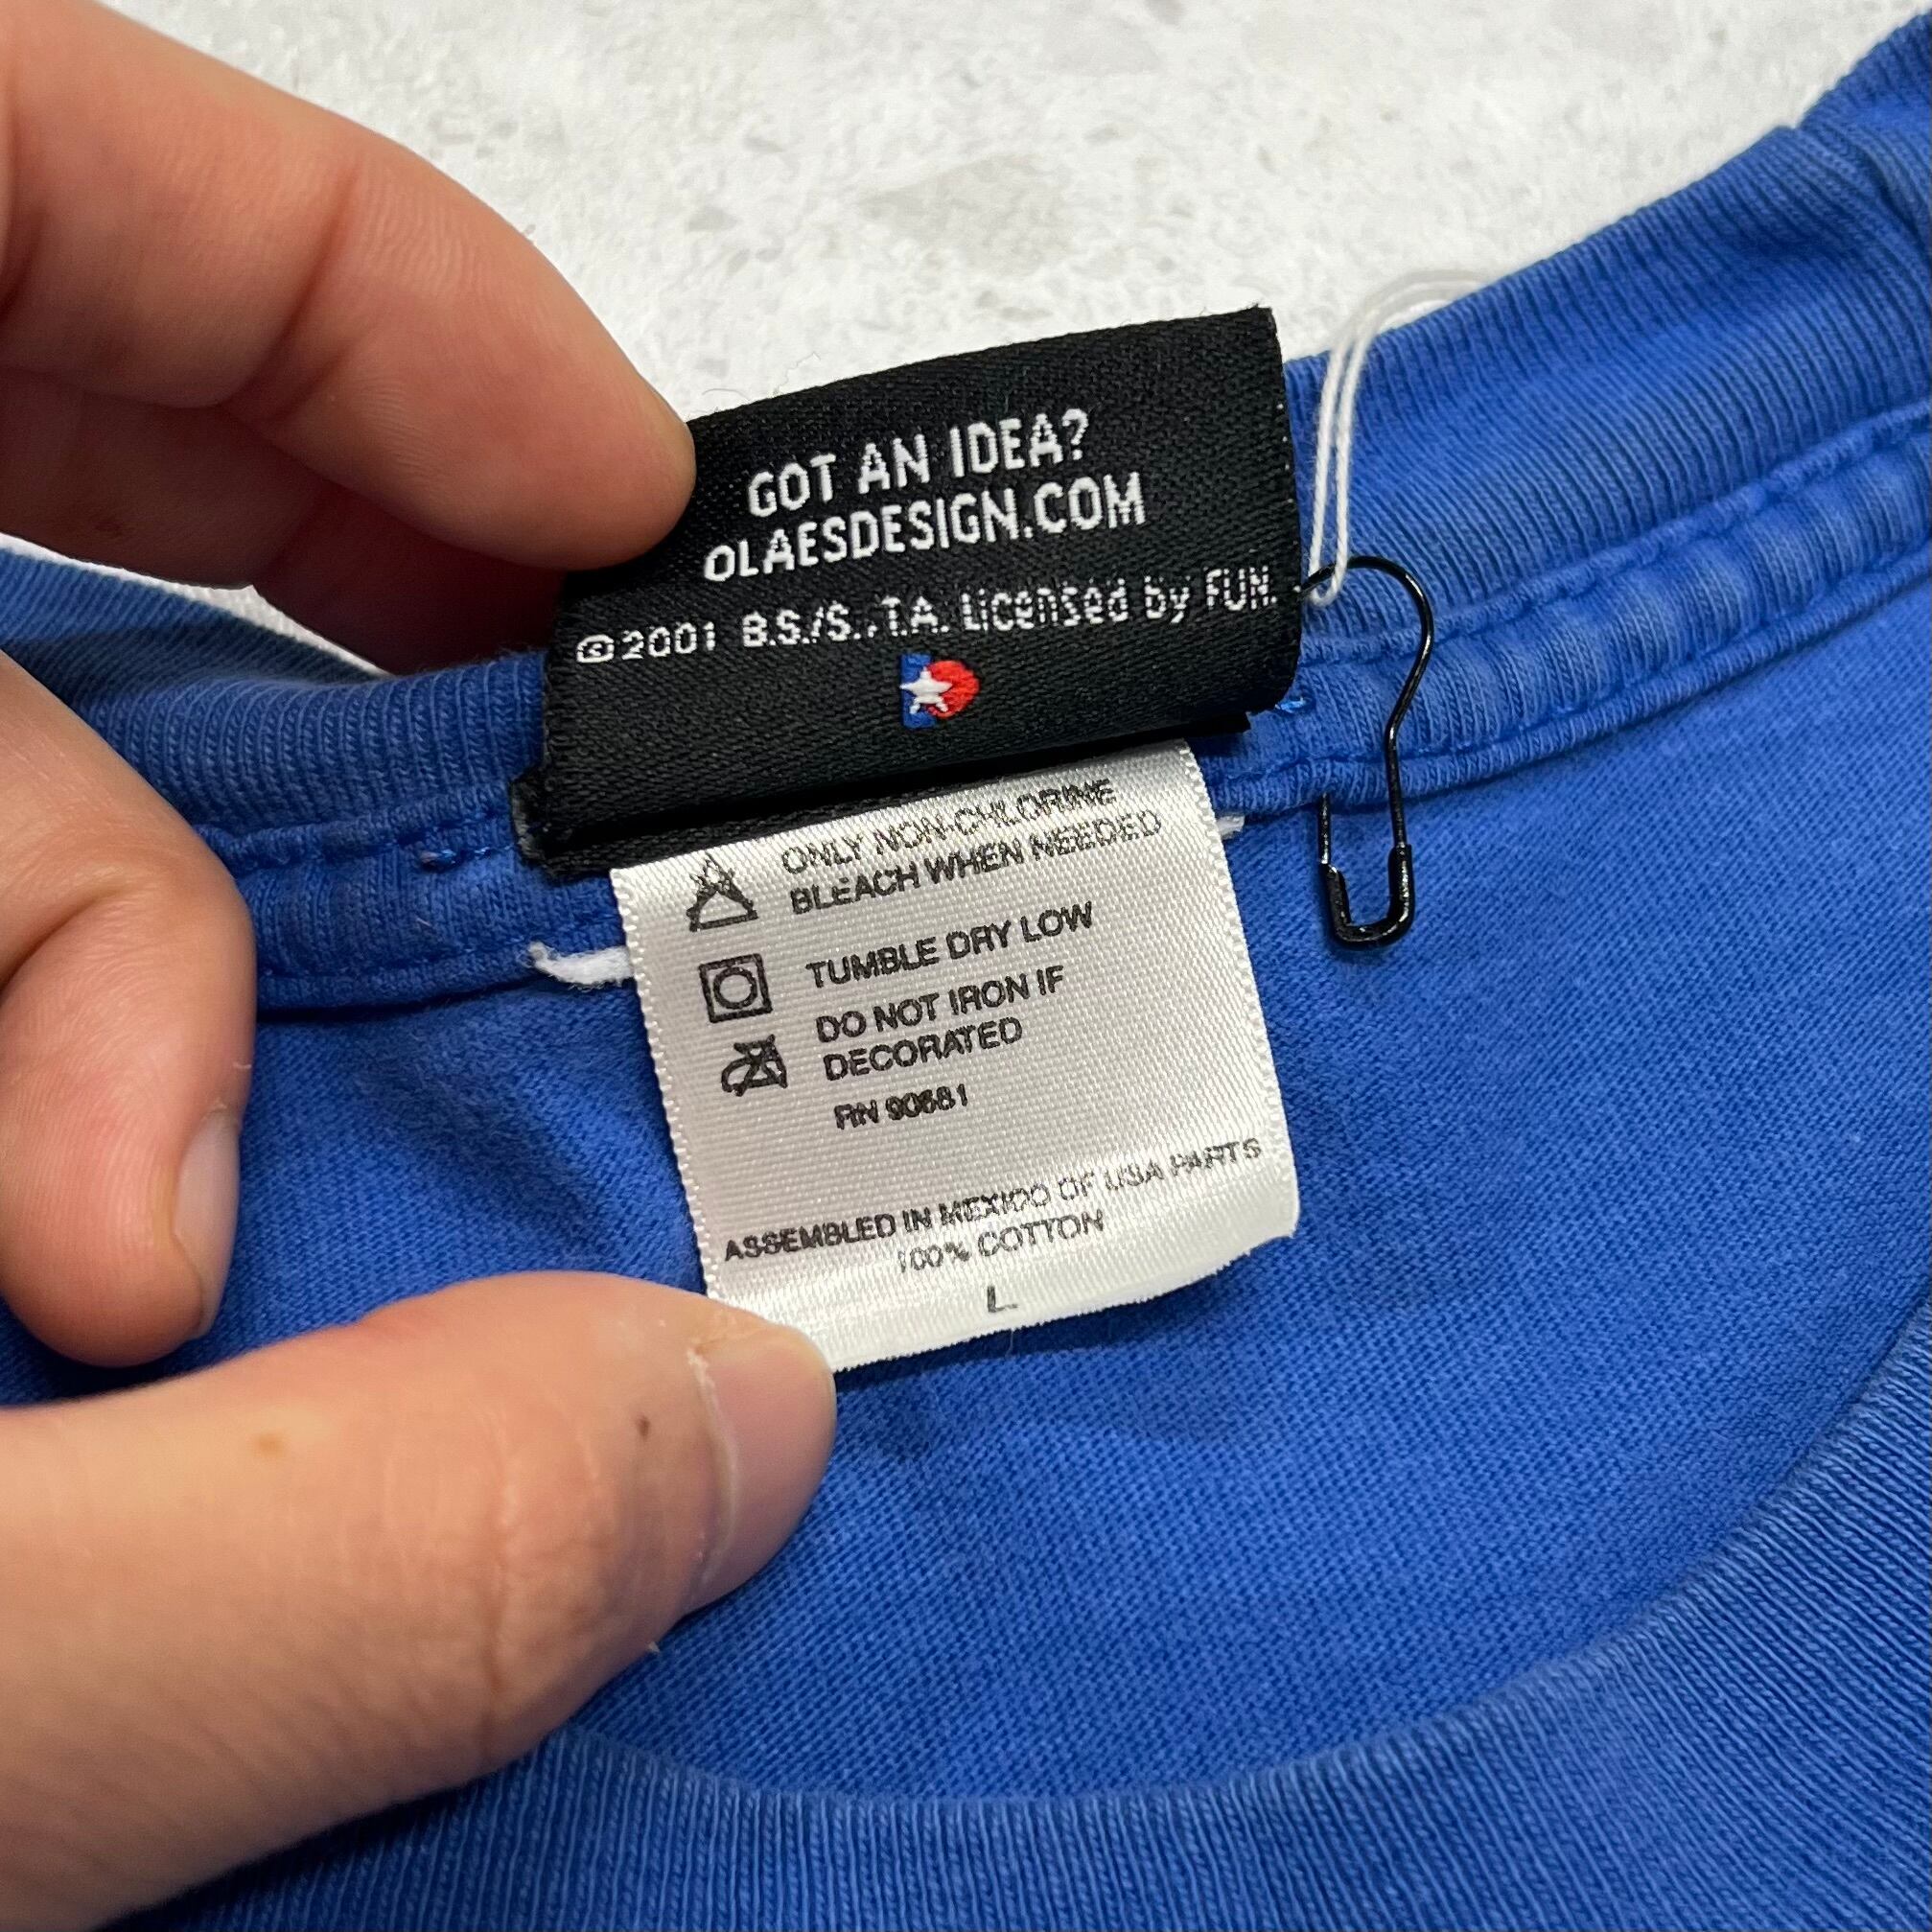 GOT AN IDEA?
OLAESDESIGN.COM
©2001 B.S./S.,T.A. Licensed by FUN.
ONLY NON-CHLORINE
BLEACH WHEN NEEDED
TUMBLE DRY LOW
DO NOT IRON IF
DECORATED
RN 90681
ASSEMBLED IN MEXICO OF USA PARTS
100% COTTON
L